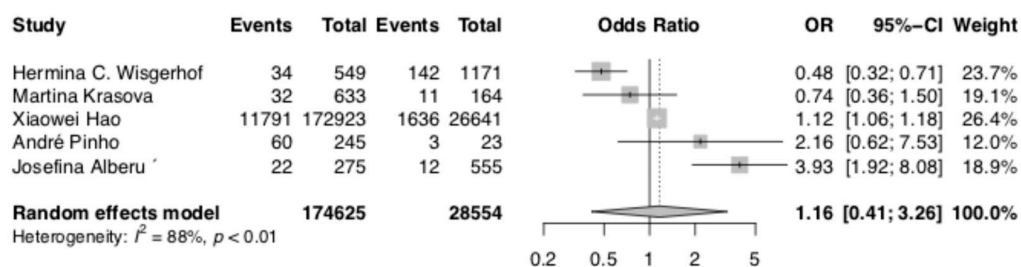 Study Events Total Events Total Odds Ratio OR 95%−CI Weight
Hermina C. Wisgerhof 34 549 142 1171 0.48 [0.32; 0.71] 23.7%
Martina Krasova 32 633 11 164 0.74 [0.36; 1.50] 19.1%
Xiaowei Hao 11791 172923 1636 26641 1.12 [1.06; 1.18] 26.4%
André Pinho 60 245 3 23 2.16 [0.62; 7.53] 12.0%
Josefina Alberu ´ 22 275 12 555 3.93 [1.92; 8.08] 18.9%
Random effects model 174625 28554 1.16 [0.41; 3.26] 100.0%
Heterogeneity: I² = 88%, p < 0.01
0.2 0.5 1 2 5